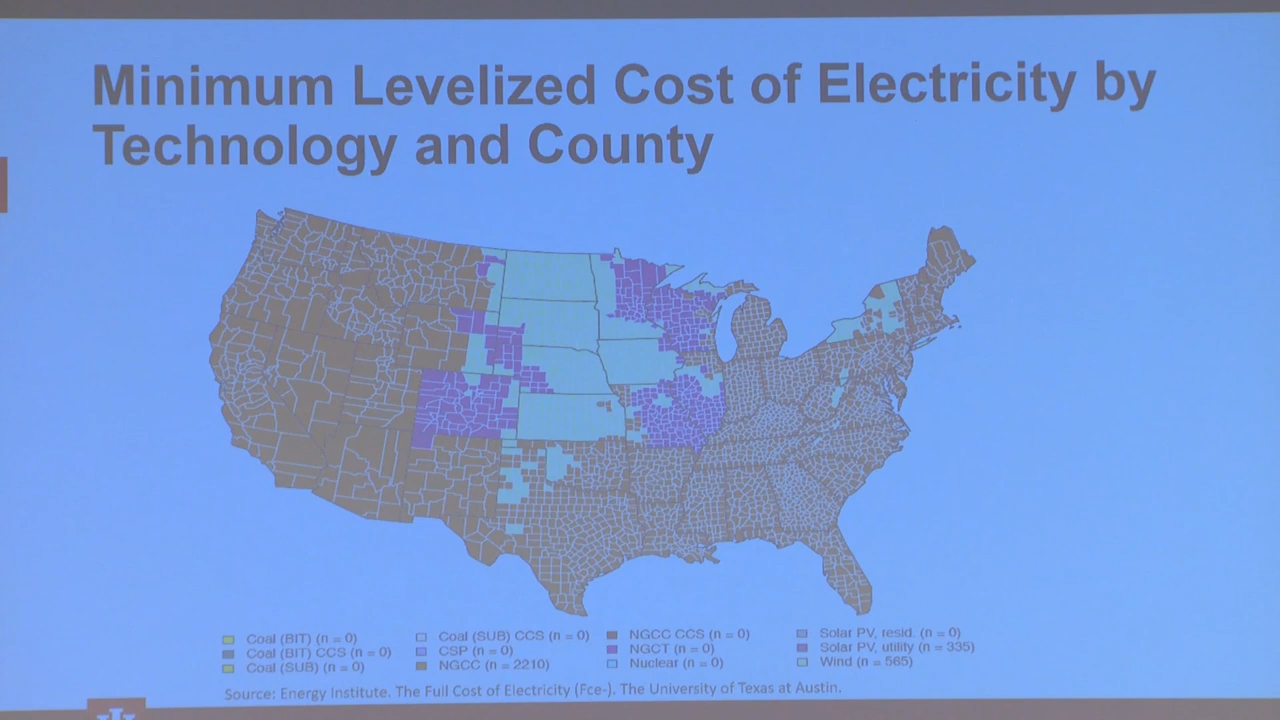 Minimum Levelized Cost of Electricity by
Technology and County
Coal (BIT) (n = 0)
Coal (BIT) CCS (n = 0)
Coal (SUB) (n = 0)
Coal (SUB) CCS (n = 0)
CSP (n = 0)
NGCC (n = 2210)
NGCC CCS (n = 0)
NGCT (n = 0)
Nuclear (n = 0)
Solar PV, resid. (n = 0)
Solar PV, utility (n = 335)
Wind (n = 565)
Source: Energy Institute. The Full Cost of Electricity (Fce-). The University of Texas at Austin.